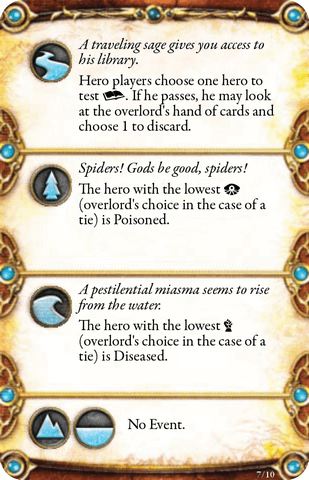 A traveling sage gives you access to
his library.
Hero players choose one hero to
test . If he passes, he may look
at the overlord's hand of cards and
choose 1 to discard.
Spiders! Gods be good, spiders!
The hero with the lowest
(overlord's choice in the case of a
tie) is Poisoned.
A pestilential miasma seems to rise
from the water.
The hero with the lowest
(overlord's choice in the case of a
tie) is Diseased.
No Event.
7/10